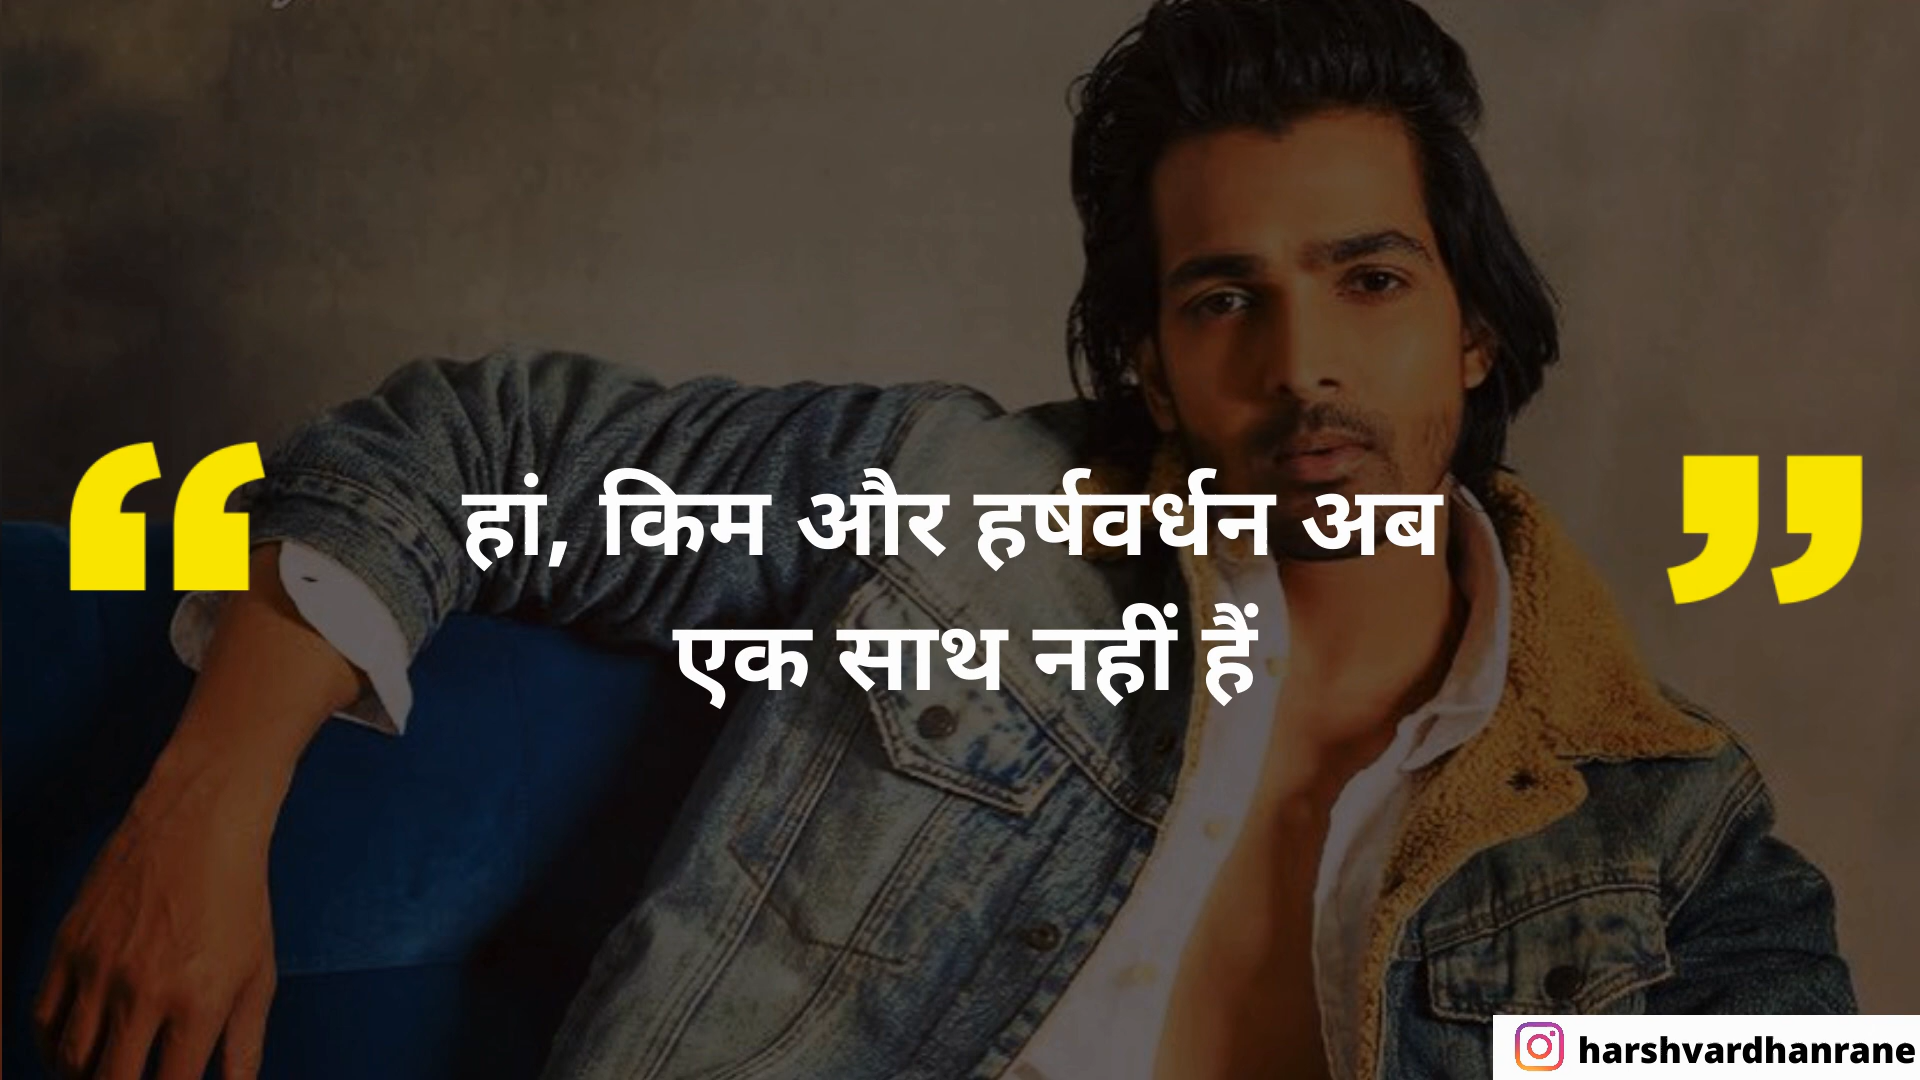 “ हां, किम और हर्षवर्धन अब ”
एक साथ नहीं हैं
harshvardhanrane